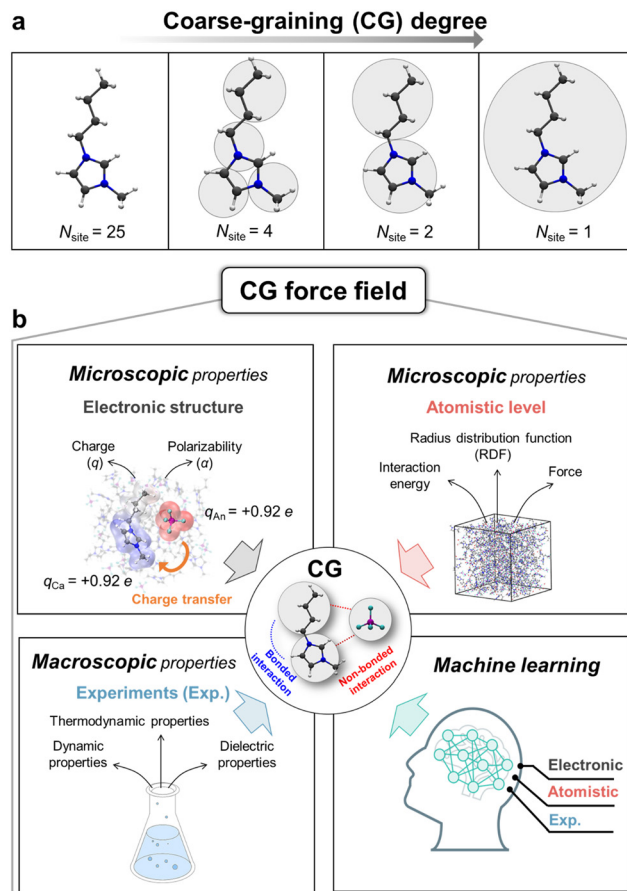 a
Coarse-graining (CG) degree
Nsite = 25
Nsite = 4
Nsite = 2
Nsite = 1
CG force field
b
Microscopic properties
Electronic structure
Charge
(q)
Polarizability
(α)
qAn = +0.92 e
qCa = +0.92 e
Charge transfer
Microscopic properties
Atomistic level
Radius distribution function
(RDF)
Interaction
energy
Force
CG
Bonded
interaction
Non-bonded
interaction
Macroscopic properties
Experiments (Exp.)
Thermodynamic properties
Dynamic
properties
Dielectric
properties
Machine learning
Electronic
Atomistic
Exp.